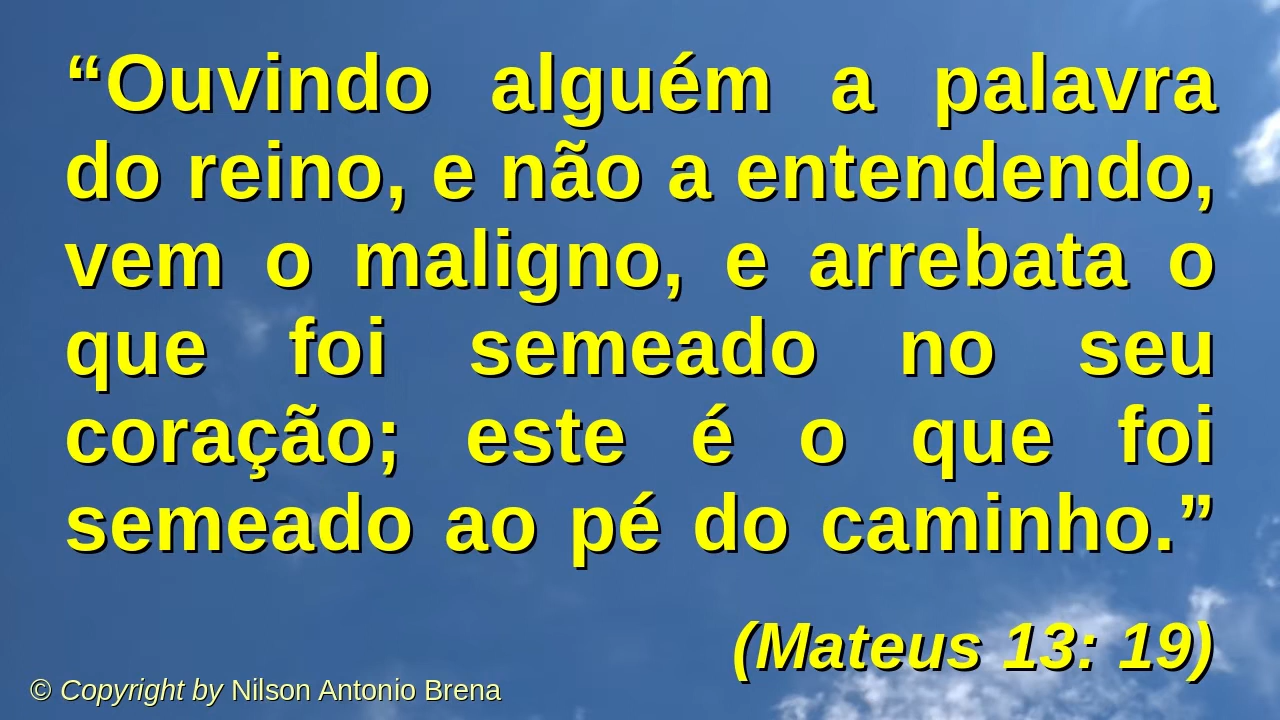 “Ouvindo alguém a palavra
do reino, e não a entendendo,
vem o maligno, e arrebata o
que foi semeado no seu
coração; este é o que foi
semeado ao pé do caminho.”
(Mateus 13: 19)
© Copyright by Nilson Antonio Brena